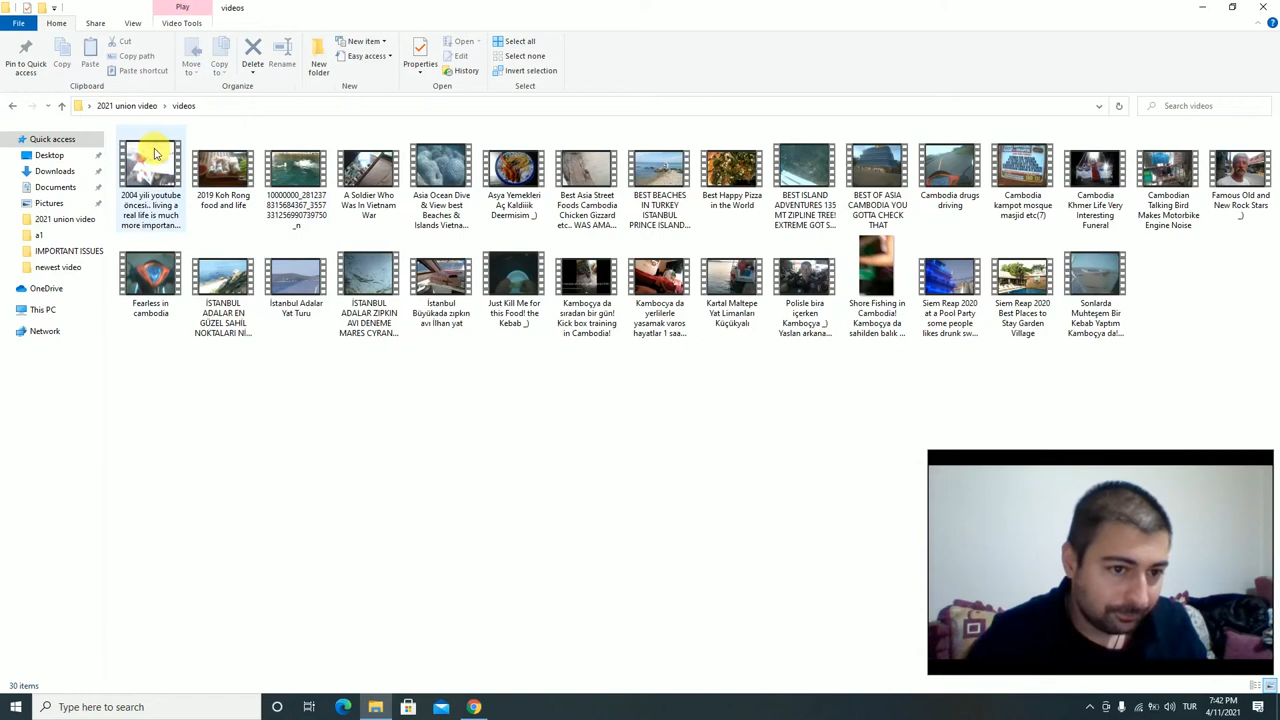 Play
videos
File
Home
Share
View
Video Tools
Pin to Quick
access
Copy
Paste
Cut
Copy path
Paste shortcut
Move
to
Copy
to
Delete
Rename
New
folder
New item
Easy access
Properties
Open
Edit
History
Select all
Select none
Invert selection
Clipboard
Organize
New
Open
Select
2021 union video
videos
Search videos
Quick access
Desktop
Downloads
Documents
Pictures
2021 union video
a1
IMPORTANT ISSUES
newest video
OneDrive
This PC
Network
2004 yili youtube
öncesi.. living a
real life is much
more importan...
2019 Koh Rong
food and life
10000000_281237
8315684367_3557
331256990739750
_n
A Soldier Who
Was In Vietnam
War
Asia Ocean Dive
& View best
Beaches &
Islands Vietna...
Asya Yemekleri
Aç Kaldiik
Deermisim _)
Best Asia Street
Foods Cambodia
Chicken Gizzard
etc.. WAS AMA...
BEST BEACHES
IN TURKEY
ISTANBUL
PRINCE ISLAND...
Best Happy Pizza
in the World
BEST ISLAND
ADVENTURES 135
MT ZIPLINE TREE!
EXTREME GOT S...
BEST OF ASIA
CAMBODIA YOU
GOTTA CHECK
THAT
Cambodia drugs
driving
Cambodia
kampot mosque
masjid etc(7)
Cambodia
Khmer Life Very
Interesting
Funeral
Cambodian
Talking Bird
Makes Motorbike
Engine Noise
Famous Old and
New Rock Stars
_)
Fearless in
cambodia
İSTANBUL
ADALAR EN
GÜZEL SAHİL
NOKTALARI Nİ...
İstanbul Adalar
Yat Turu
İSTANBUL
ADALAR ZIPKIN
AVI DENEME
MARES CYRAN...
İstanbul
Büyükada zıpkın
avı İlhan yat
Just Kill Me for
this Food! the
Kebab _)
Kamboçya da
sıradan bir gün!
Kick box training
in Cambodia!
Kambocya da
yerlilerle
yasamak varos
hayatlar 1 saa...
Kartal Maltepe
Yat Limanları
Küçükyalı
Polisle bira
içerken
Kamboçya _)
Yaslan arkana...
Shore Fishing in
Cambodia!
Kamboçya da
sahilden balık ...
Siem Reap 2020
at a Pool Party
some people
likes drunk sw...
Siem Reap 2020
Best Places to
Stay Garden
Village
Sonlarda
Muhteşem Bir
Kebab Yaptım
Kamboçya da!...
30 items
Type here to search
TUR
7:42 PM
4/11/2021